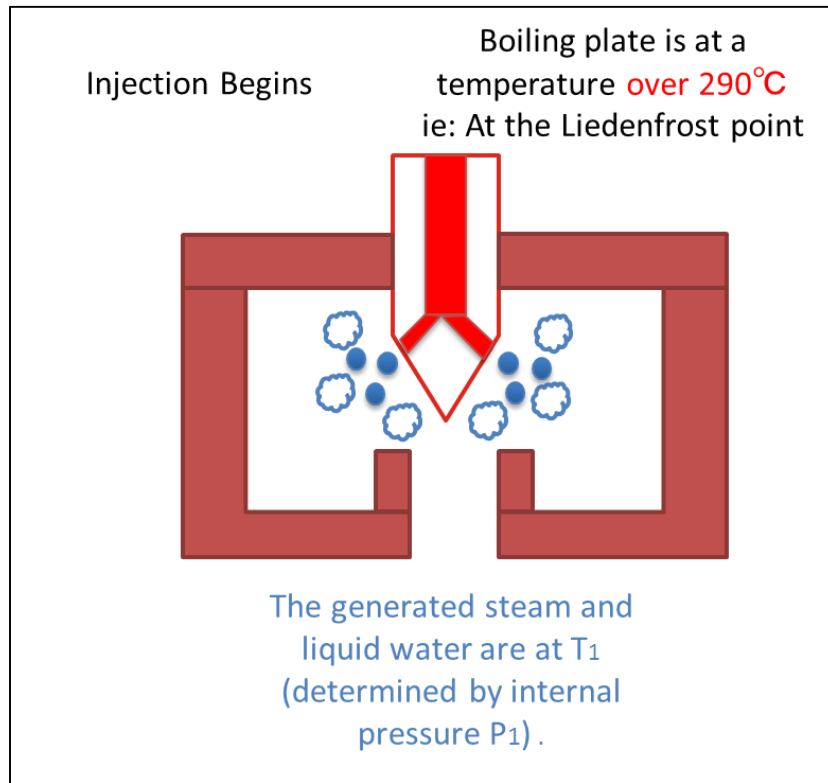 Injection Begins
Boiling plate is at a
temperature over 290℃
ie: At the Liedenfrost point
The generated steam and
liquid water are at T1
(determined by internal
pressure P1) .